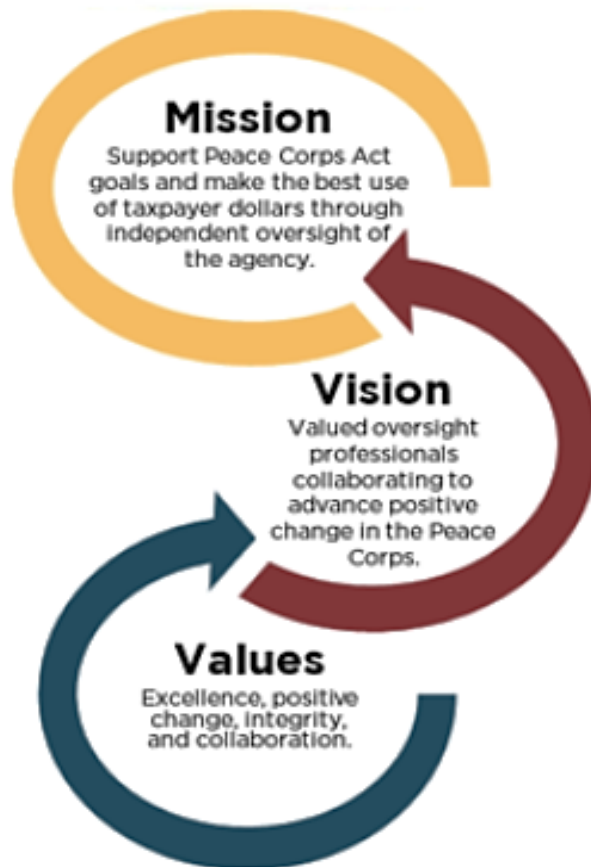 Mission
Support Peace Corps Act
goals and make the best use
of taxpayer dollars through
independent oversight of
the agency.
Vision
Valued oversight
professionals
collaborating to
advance positive
change in the Peace
Corps.
Values
Excellence, positive
change, integrity,
and collaboration.